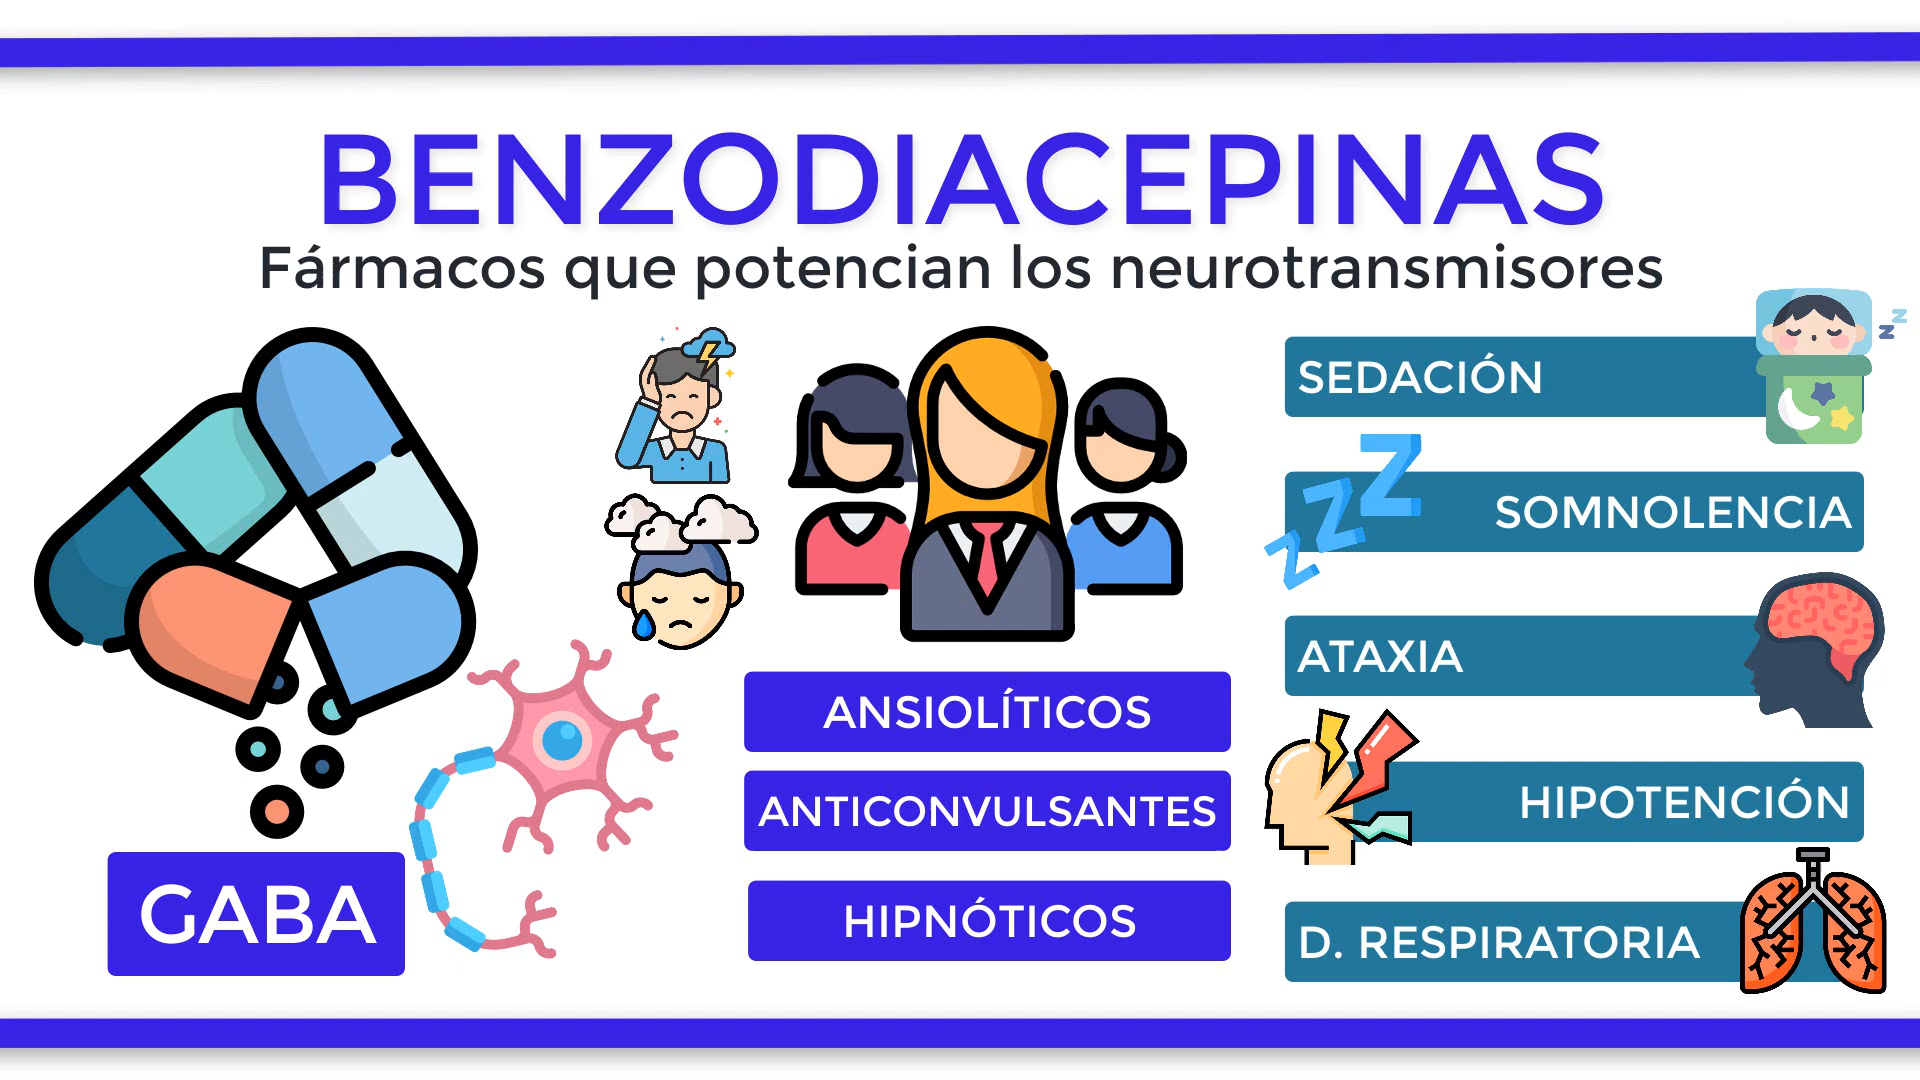 BENZODIACEPINAS
Fármacos que potencian los neurotransmisores
GABA
ANSIOLÍTICOS
ANTICONVULSANTES
HIPNÓTICOS
SEDACIÓN
SOMNOLENCIA
ATAXIA
HIPOTENCIÓN
D. RESPIRATORIA